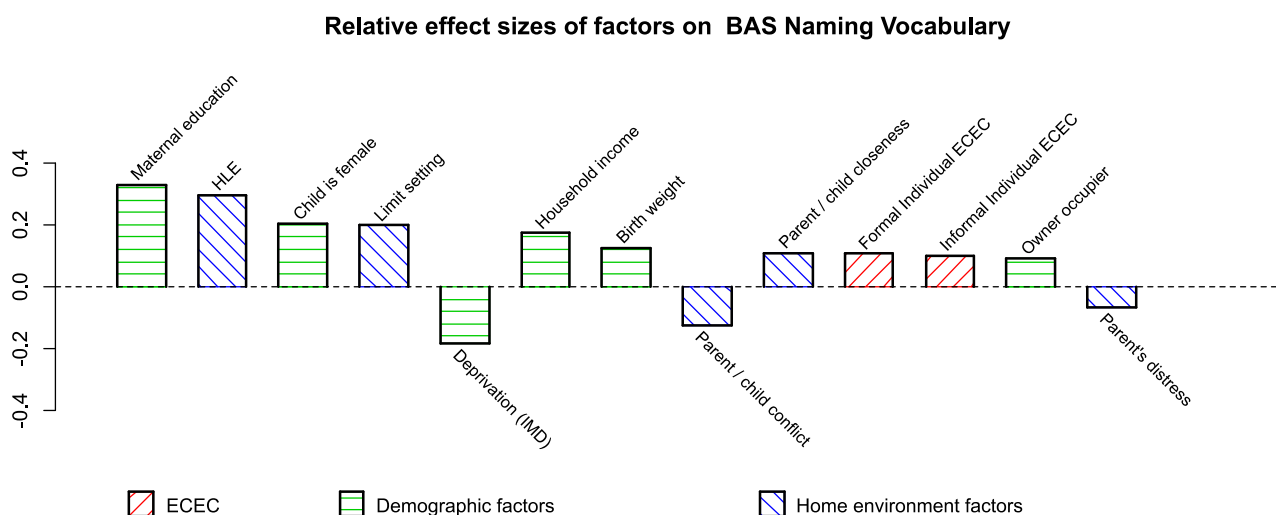 Relative effect sizes of factors on  BAS Naming Vocabulary
Maternal education
HLE
Child is female
Limit setting
Deprivation (IMD)
Household income
Birth weight
Parent / child conflict
Parent / child closeness
Formal Individual ECEC
Informal Individual ECEC
Owner occupier
Parent's distress
0.4
0.2
0.0
-0.2
-0.4
ECEC
Demographic factors
Home environment factors